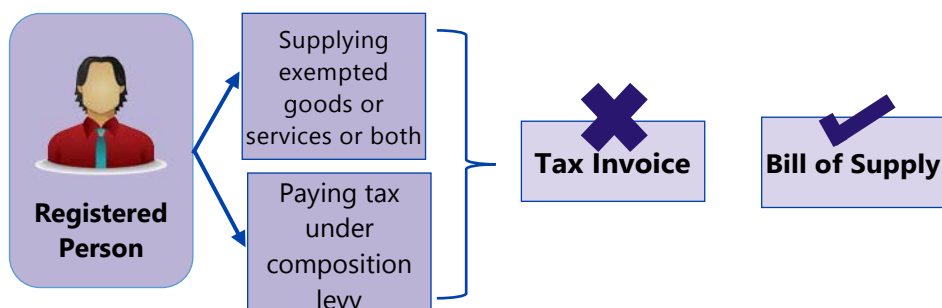 Registered
Person
Supplying
exempted
goods or
services or both
Paying tax
under
composition
levy
Tax Invoice
Bill of Supply